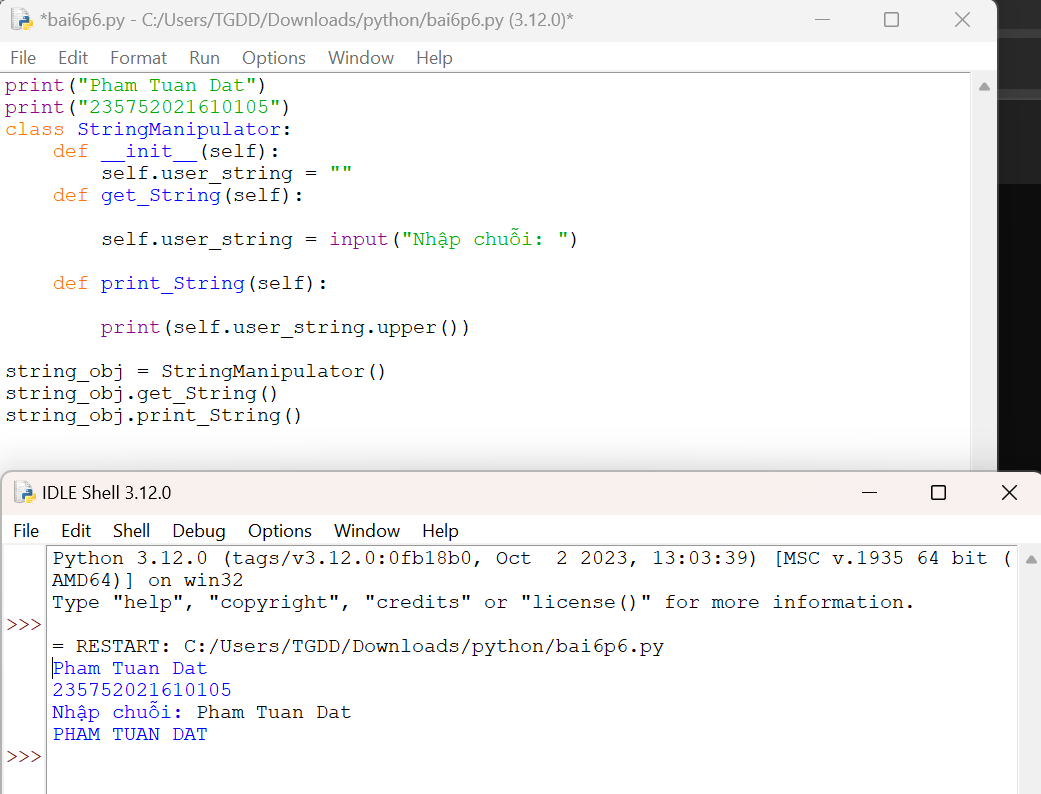 *bai6p6.py - C:/Users/TGDD/Downloads/python/bai6p6.py (3.12.0)*
File Edit Format Run Options Window Help
print("Pham Tuan Dat")
print("235752021610105")
class StringManipulator:
    def __init__(self):
        self.user_string = ""
    def get_String(self):
        self.user_string = input("Nhập chuỗi: ")
    def print_String(self):
        print(self.user_string.upper())
string_obj = StringManipulator()
string_obj.get_String()
string_obj.print_String()
IDLE Shell 3.12.0
File Edit Shell Debug Options Window Help
Python 3.12.0 (tags/v3.12.0:0fb18b0, Oct  2 2023, 13:03:39) [MSC v.1935 64 bit (
AMD64)] on win32
Type "help", "copyright", "credits" or "license()" for more information.
>>>
= RESTART: C:/Users/TGDD/Downloads/python/bai6p6.py
Pham Tuan Dat
235752021610105
Nhập chuỗi: Pham Tuan Dat
PHAM TUAN DAT
>>>